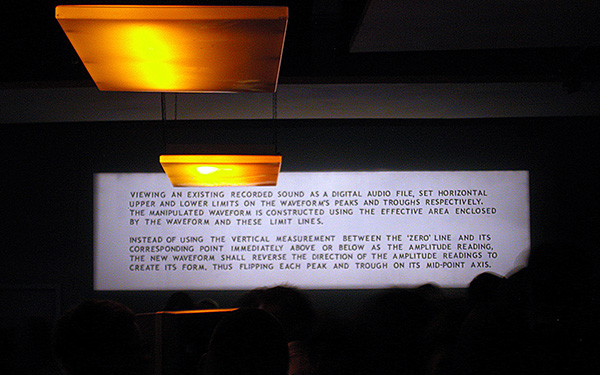 VIEWING AN EXISTING RECORDED SOUND AS A DIGITAL AUDIO FILE, SET HORIZONTAL
UPPER AND LOWER LIMITS ON THE WAVEFORM'S PEAKS AND TROUGHS RESPECTIVELY.
THE MANIPULATED WAVEFORM IS CONSTRUCTED USING THE EFFECTIVE AREA ENCLOSED
BY THE WAVEFORM AND THESE LIMIT LINES.
INSTEAD OF USING THE VERTICAL MEASUREMENT BETWEEN THE 'ZERO' LINE AND ITS
CORRESPONDING POINT IMMEDIATELY ABOVE OR BELOW AS THE AMPLITUDE READING,
THE NEW WAVEFORM SHALL REVERSE THE DIRECTION OF THE AMPLITUDE READINGS TO
CREATE ITS FORM. THUS FLIPPING EACH PEAK AND TROUGH ON ITS MID-POINT AXIS.